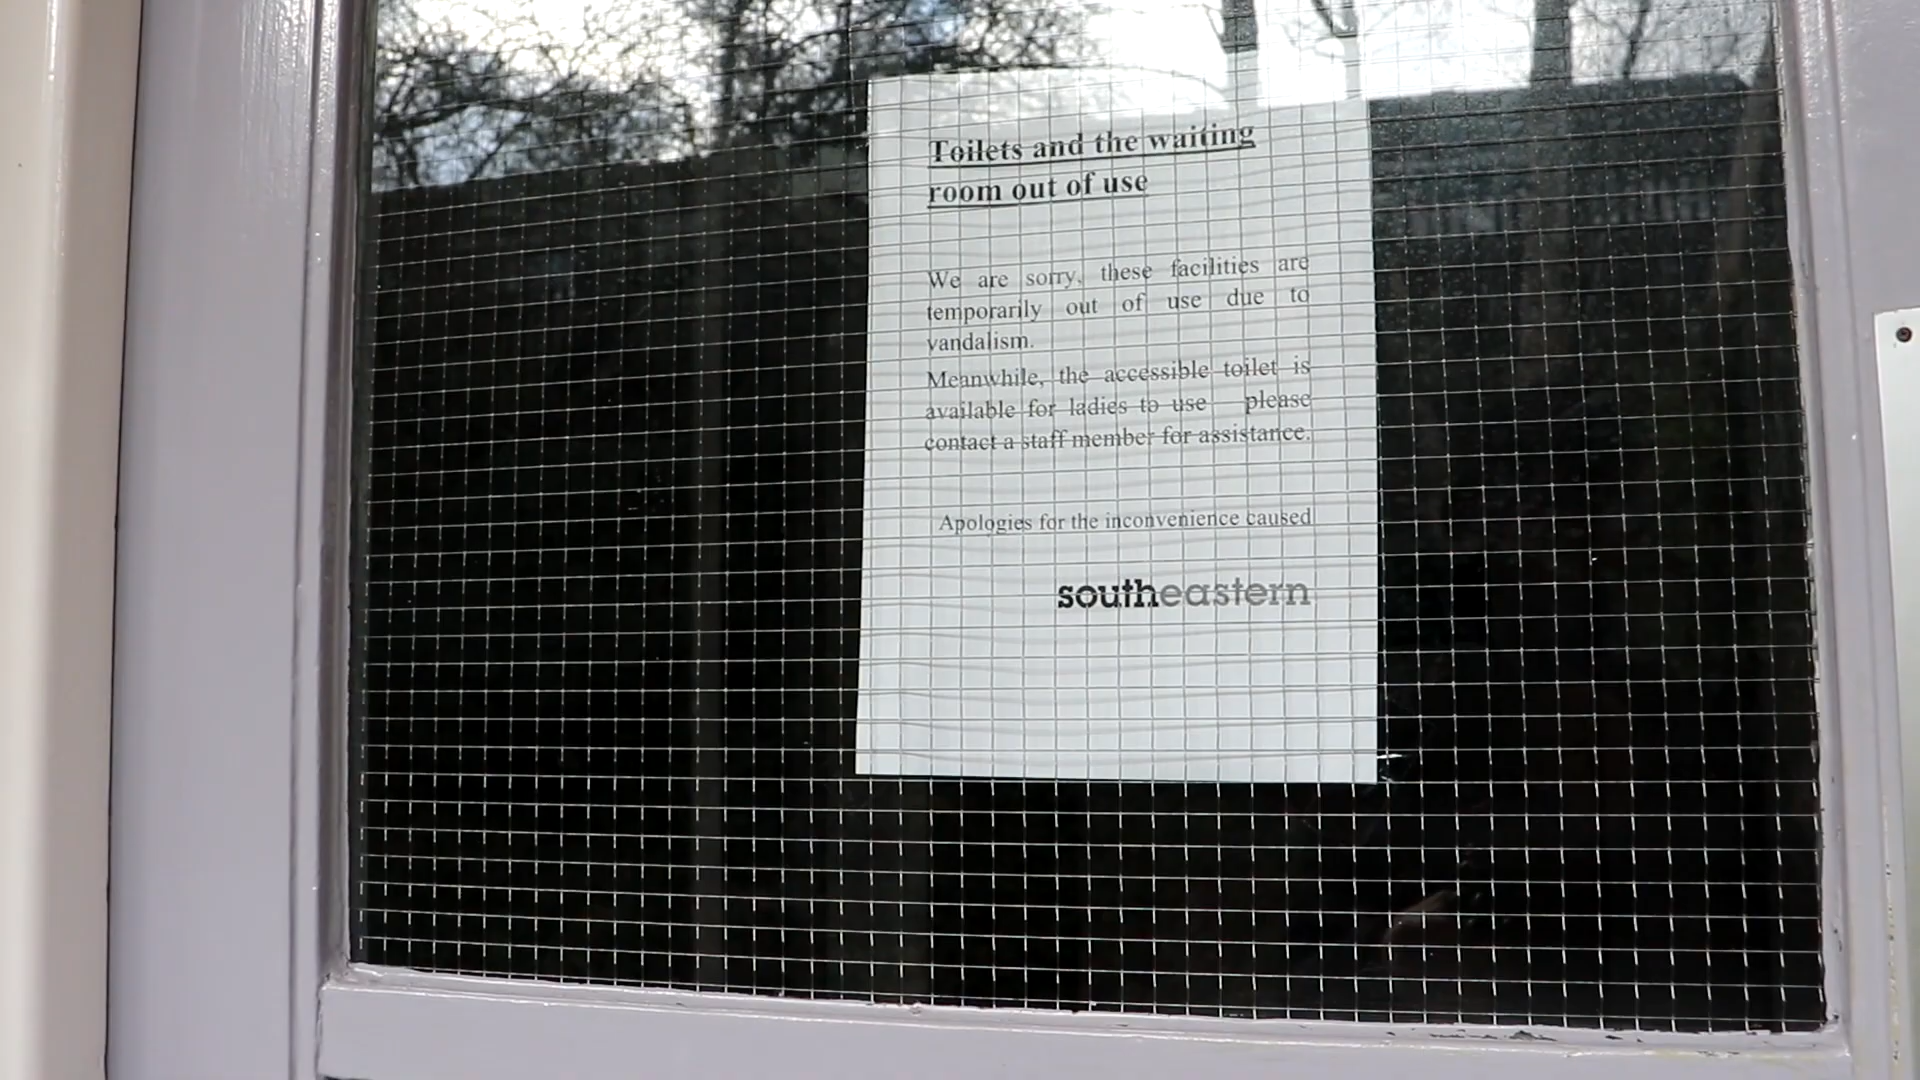 Toilets and the waiting
room out of use
We are sorry, these facilities are
temporarily out of use due to
vandalism.
Meanwhile, the accessible toilet is
available for ladies to use please
contact a staff member for assistance.
Apologies for the inconvenience caused
southeastern